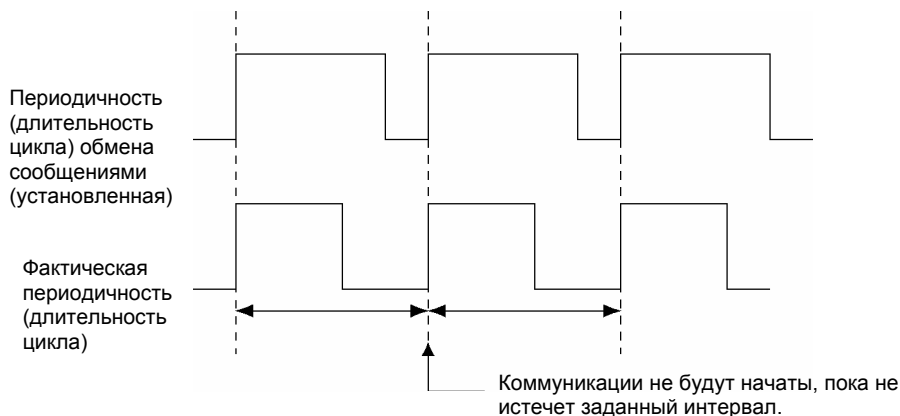 Периодичность
(длительность
цикла) обмена
сообщениями
(установленная)
Фактическая
периодичность
(длительность
цикла)
Коммуникации не будут начаты, пока не
истечет заданный интервал.